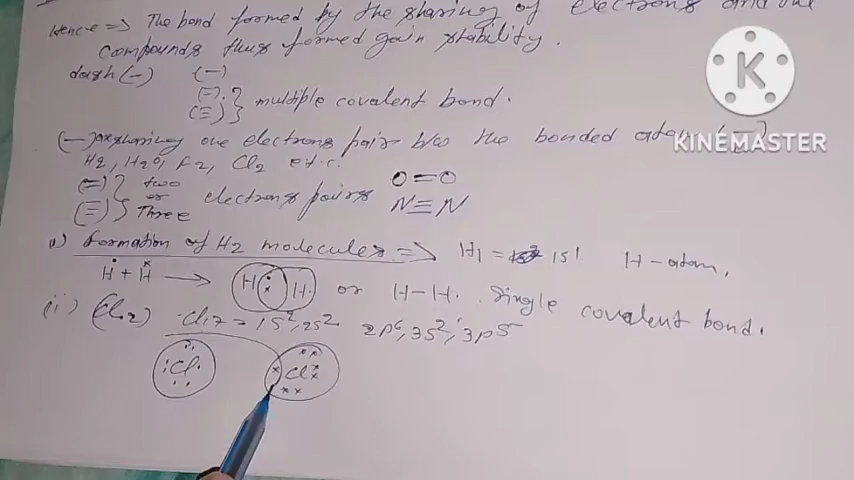 Hence => The bond formed by the sharing of electrons and the
compounds thus formed gain stability.
dash (-) (-)
(=), } multiple covalent bond.
(≡) }
(-) sharing one electrons pair b/w the bonded atom (-)
H2, H2O, F2, Cl2 etc.
(=) } two or electrons pairs O=O
(≡) } Three N≡N
i) Formation of H2 molecules. => H1 = 1s1 H-atom,
H + H → H H. or H-H. Single covalent bond.
(ii) (Cl2) Cl17 = 1s2, 2s2 2p6, 3s2, 3p5
Cl Cl
K
KINEMASTER